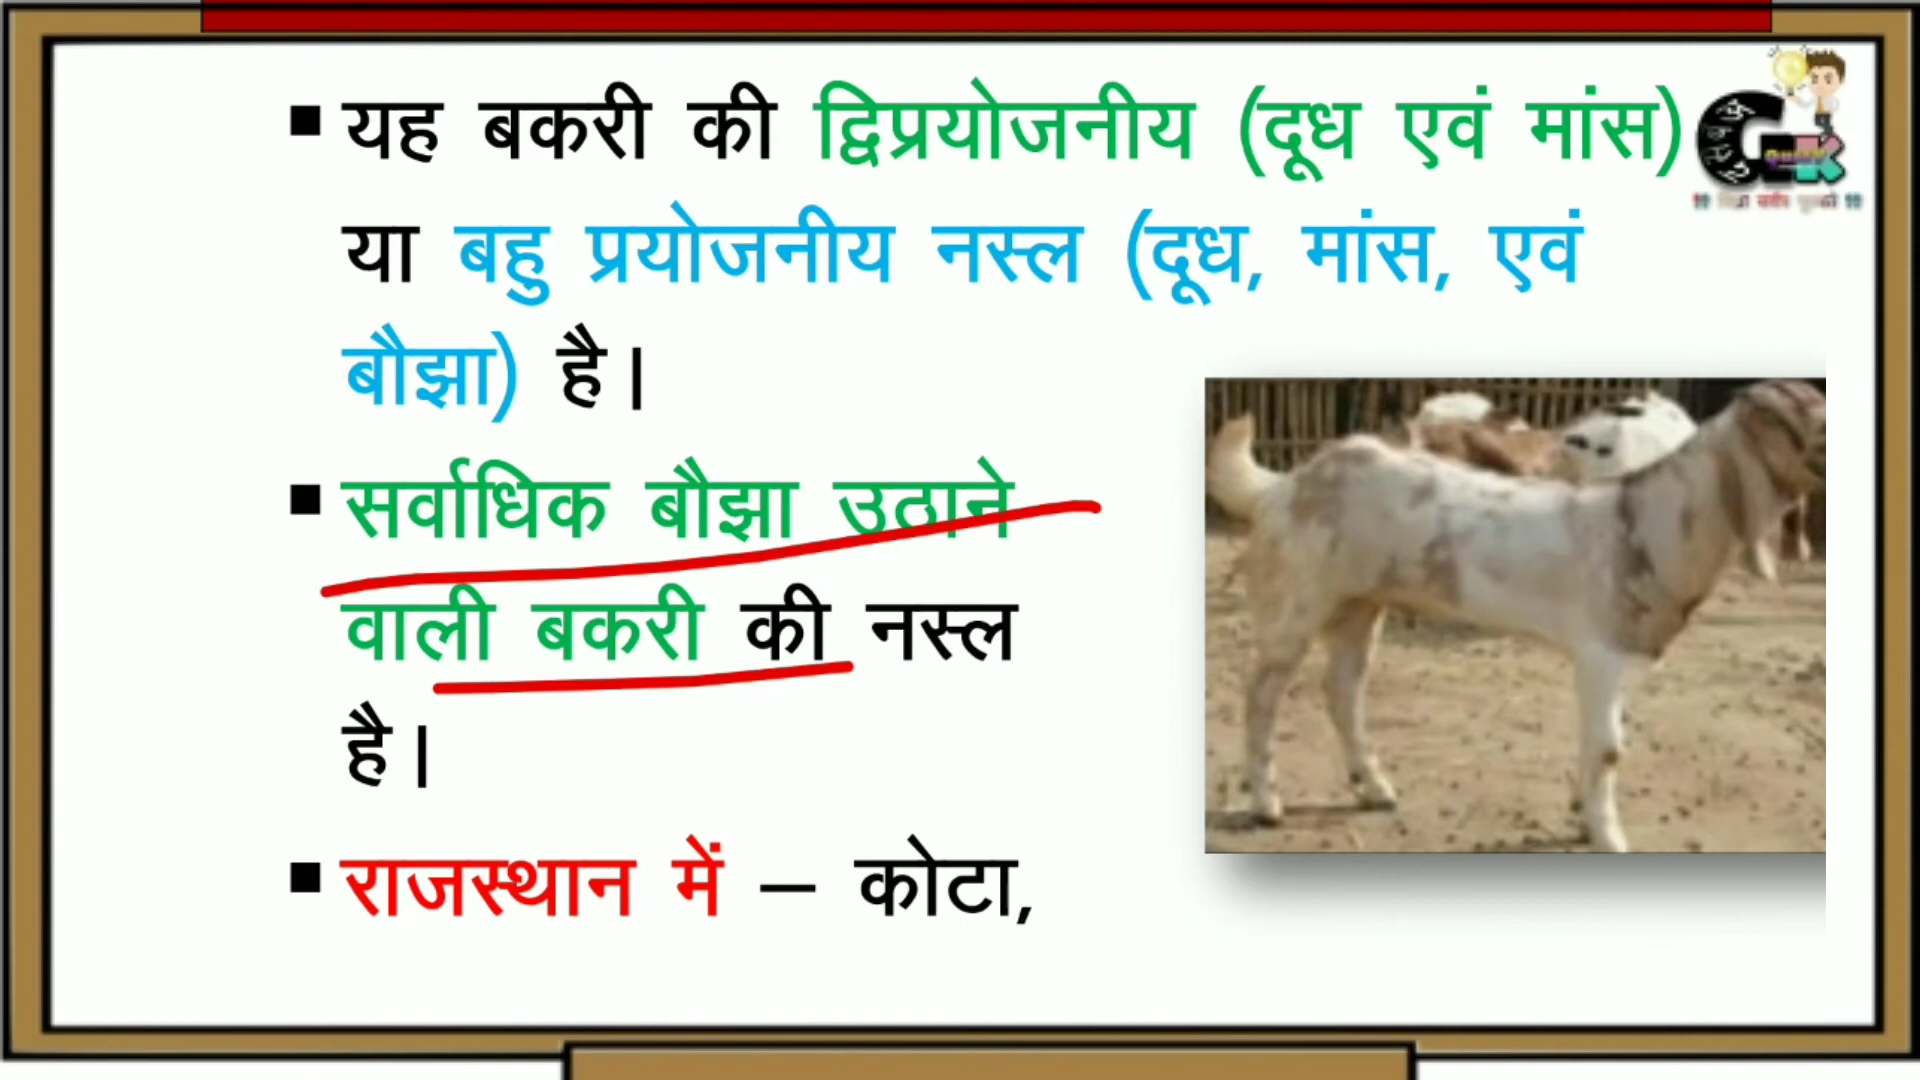 ▪ यह बकरी की द्विप्रयोजनीय (दूध एवं मांस)
या बहु प्रयोजनीय नस्ल (दूध, मांस, एवं
बौझा) है।
▪ सर्वाधिक बौझा उठाने
वाली बकरी की नस्ल
है।
▪ राजस्थान में – कोटा,